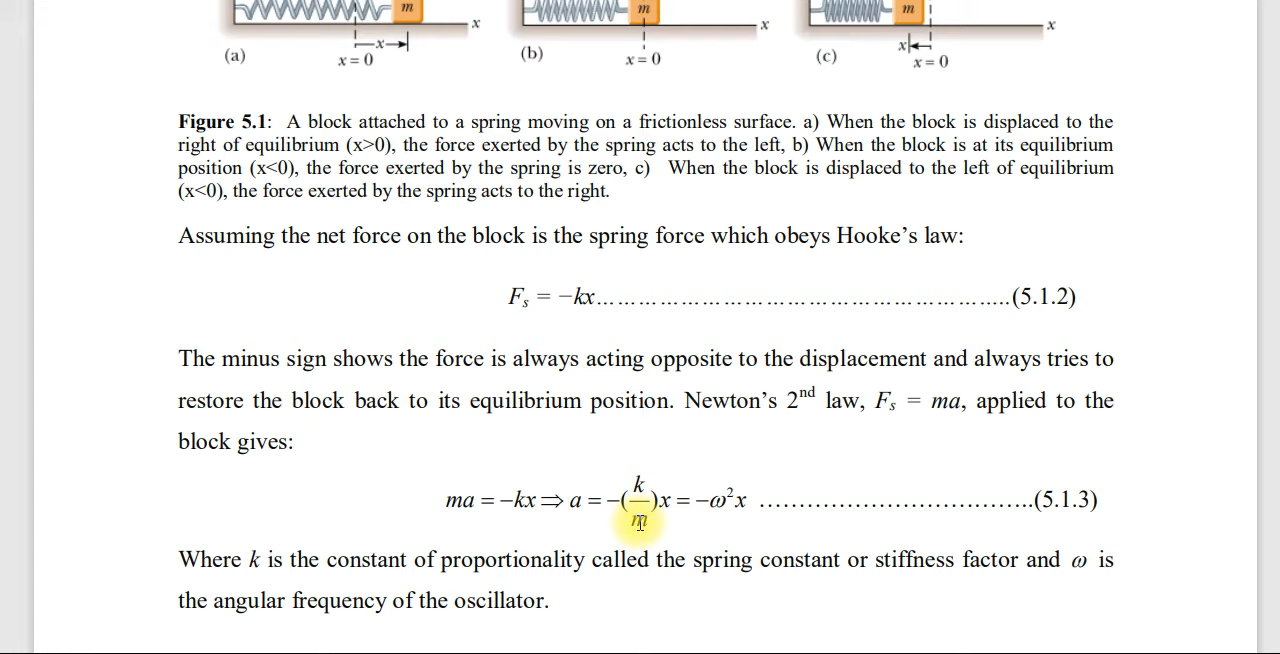 m m m
x x x
x x
(a) x = 0 (b) x = 0 (c) x = 0
Figure 5.1: A block attached to a spring moving on a frictionless surface. a) When the block is displaced to the
right of equilibrium (x>0), the force exerted by the spring acts to the left, b) When the block is at its equilibrium
position (x<0), the force exerted by the spring is zero, c) When the block is displaced to the left of equilibrium
(x<0), the force exerted by the spring acts to the right.
Assuming the net force on the block is the spring force which obeys Hooke’s law:
Fₛ = −kx……………………………………………………..(5.1.2)
The minus sign shows the force is always acting opposite to the displacement and always tries to
restore the block back to its equilibrium position. Newton’s 2ⁿᵈ law, Fₛ = ma, applied to the
block gives:
ma = −kx ⇒ a = −(k/m)x = −ω²x ……………………………..(5.1.3)
Where k is the constant of proportionality called the spring constant or stiffness factor and ω is
the angular frequency of the oscillator.